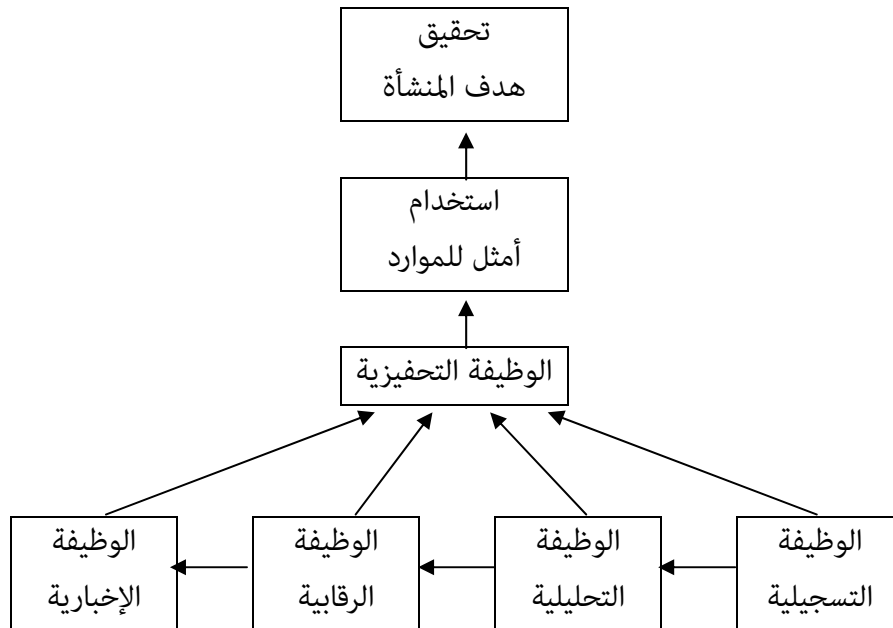 تحقيق
هدف المنشأة
استخدام
أمثل للموارد
الوظيفة التحفيزية
الوظيفة
التسجيلية
الوظيفة
التحليلية
الوظيفة
الرقابية
الوظيفة
الإخبارية